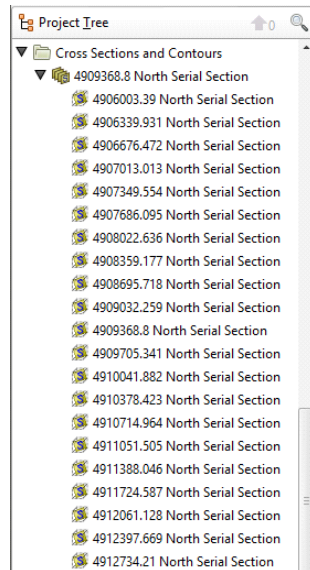 Project Tree
0
Cross Sections and Contours
4909368.8 North Serial Section
4906003.39 North Serial Section
4906339.931 North Serial Section
4906676.472 North Serial Section
4907013.013 North Serial Section
4907349.554 North Serial Section
4907686.095 North Serial Section
4908022.636 North Serial Section
4908359.177 North Serial Section
4908695.718 North Serial Section
4909032.259 North Serial Section
4909368.8 North Serial Section
4909705.341 North Serial Section
4910041.882 North Serial Section
4910378.423 North Serial Section
4910714.964 North Serial Section
4911051.505 North Serial Section
4911388.046 North Serial Section
4911724.587 North Serial Section
4912061.128 North Serial Section
4912397.669 North Serial Section
4912734.21 North Serial Section